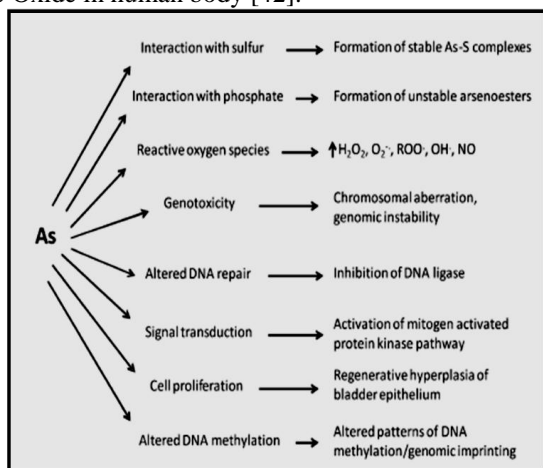 Oxide in human body [42].
Interaction with sulfur → Formation of stable As-S complexes
Interaction with phosphate → Formation of unstable arsenoesters
Reactive oxygen species → ↑H₂O₂, O₂⁻, ROO·, OH·, NO
Genotoxicity → Chromosomal aberration,
genomic instability
As
Altered DNA repair → Inhibition of DNA ligase
Signal transduction → Activation of mitogen activated
protein kinase pathway
Cell proliferation → Regenerative hyperplasia of
bladder epithelium
Altered DNA methylation → Altered patterns of DNA
methylation/genomic imprinting